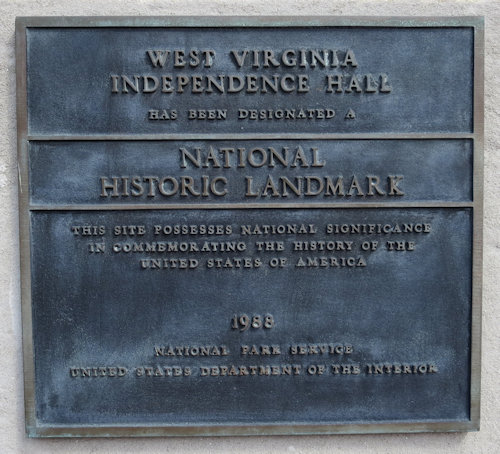 WEST VIRGINIA
INDEPENDENCE HALL
HAS BEEN DESIGNATED A
NATIONAL
HISTORIC LANDMARK
THIS SITE POSSESSES NATIONAL SIGNIFICANCE
IN COMMEMORATING THE HISTORY OF THE
UNITED STATES OF AMERICA
1988
NATIONAL PARK SERVICE
UNITED STATES DEPARTMENT OF THE INTERIOR